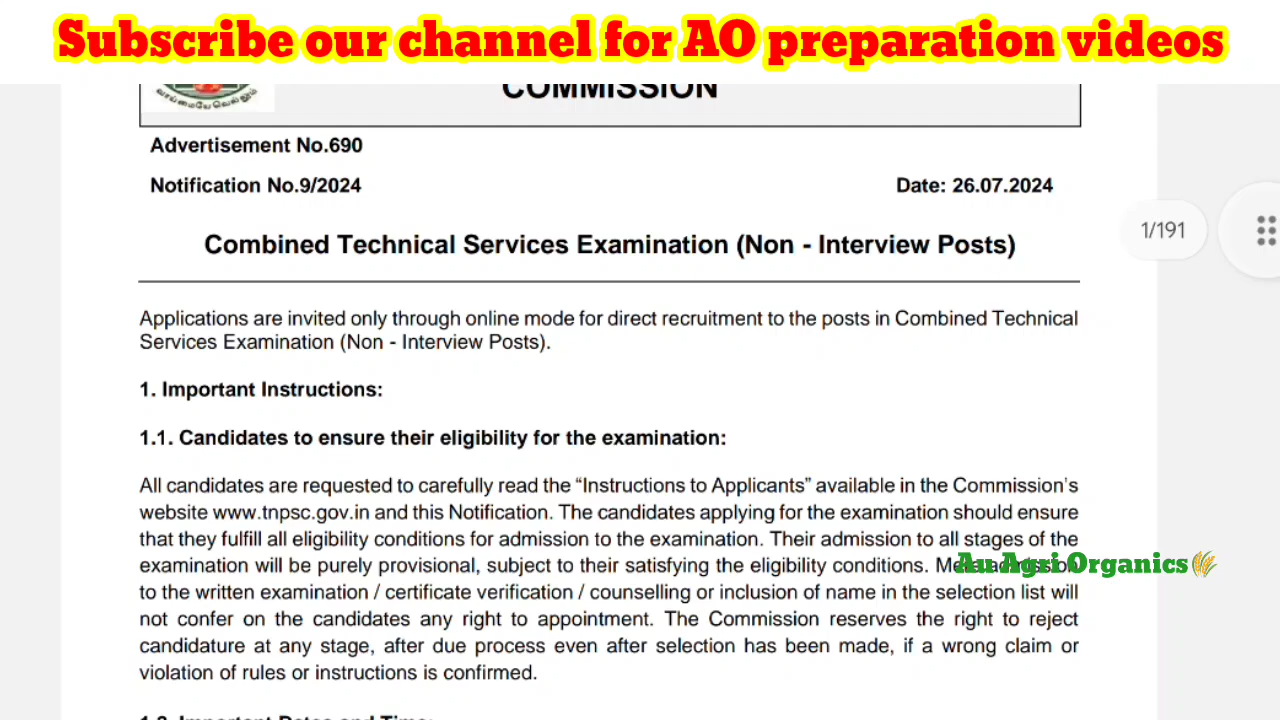 Subscribe our channel for AO preparation videos
வாய்மையே வெல்லும்
COMMISSION
Advertisement No.690
Notification No.9/2024 Date: 26.07.2024
1/191
Combined Technical Services Examination (Non - Interview Posts)
Applications are invited only through online mode for direct recruitment to the posts in Combined Technical
Services Examination (Non - Interview Posts).
1. Important Instructions:
1.1. Candidates to ensure their eligibility for the examination:
All candidates are requested to carefully read the “Instructions to Applicants” available in the Commission’s
website www.tnpsc.gov.in and this Notification. The candidates applying for the examination should ensure
that they fulfill all eligibility conditions for admission to the examination. Their admission to all stages of the
examination will be purely provisional, subject to their satisfying the eligibility conditions. Mere admission
Au Agri Organics
to the written examination / certificate verification / counselling or inclusion of name in the selection list will
not confer on the candidates any right to appointment. The Commission reserves the right to reject
candidature at any stage, after due process even after selection has been made, if a wrong claim or
violation of rules or instructions is confirmed.
Important Dates and Time: